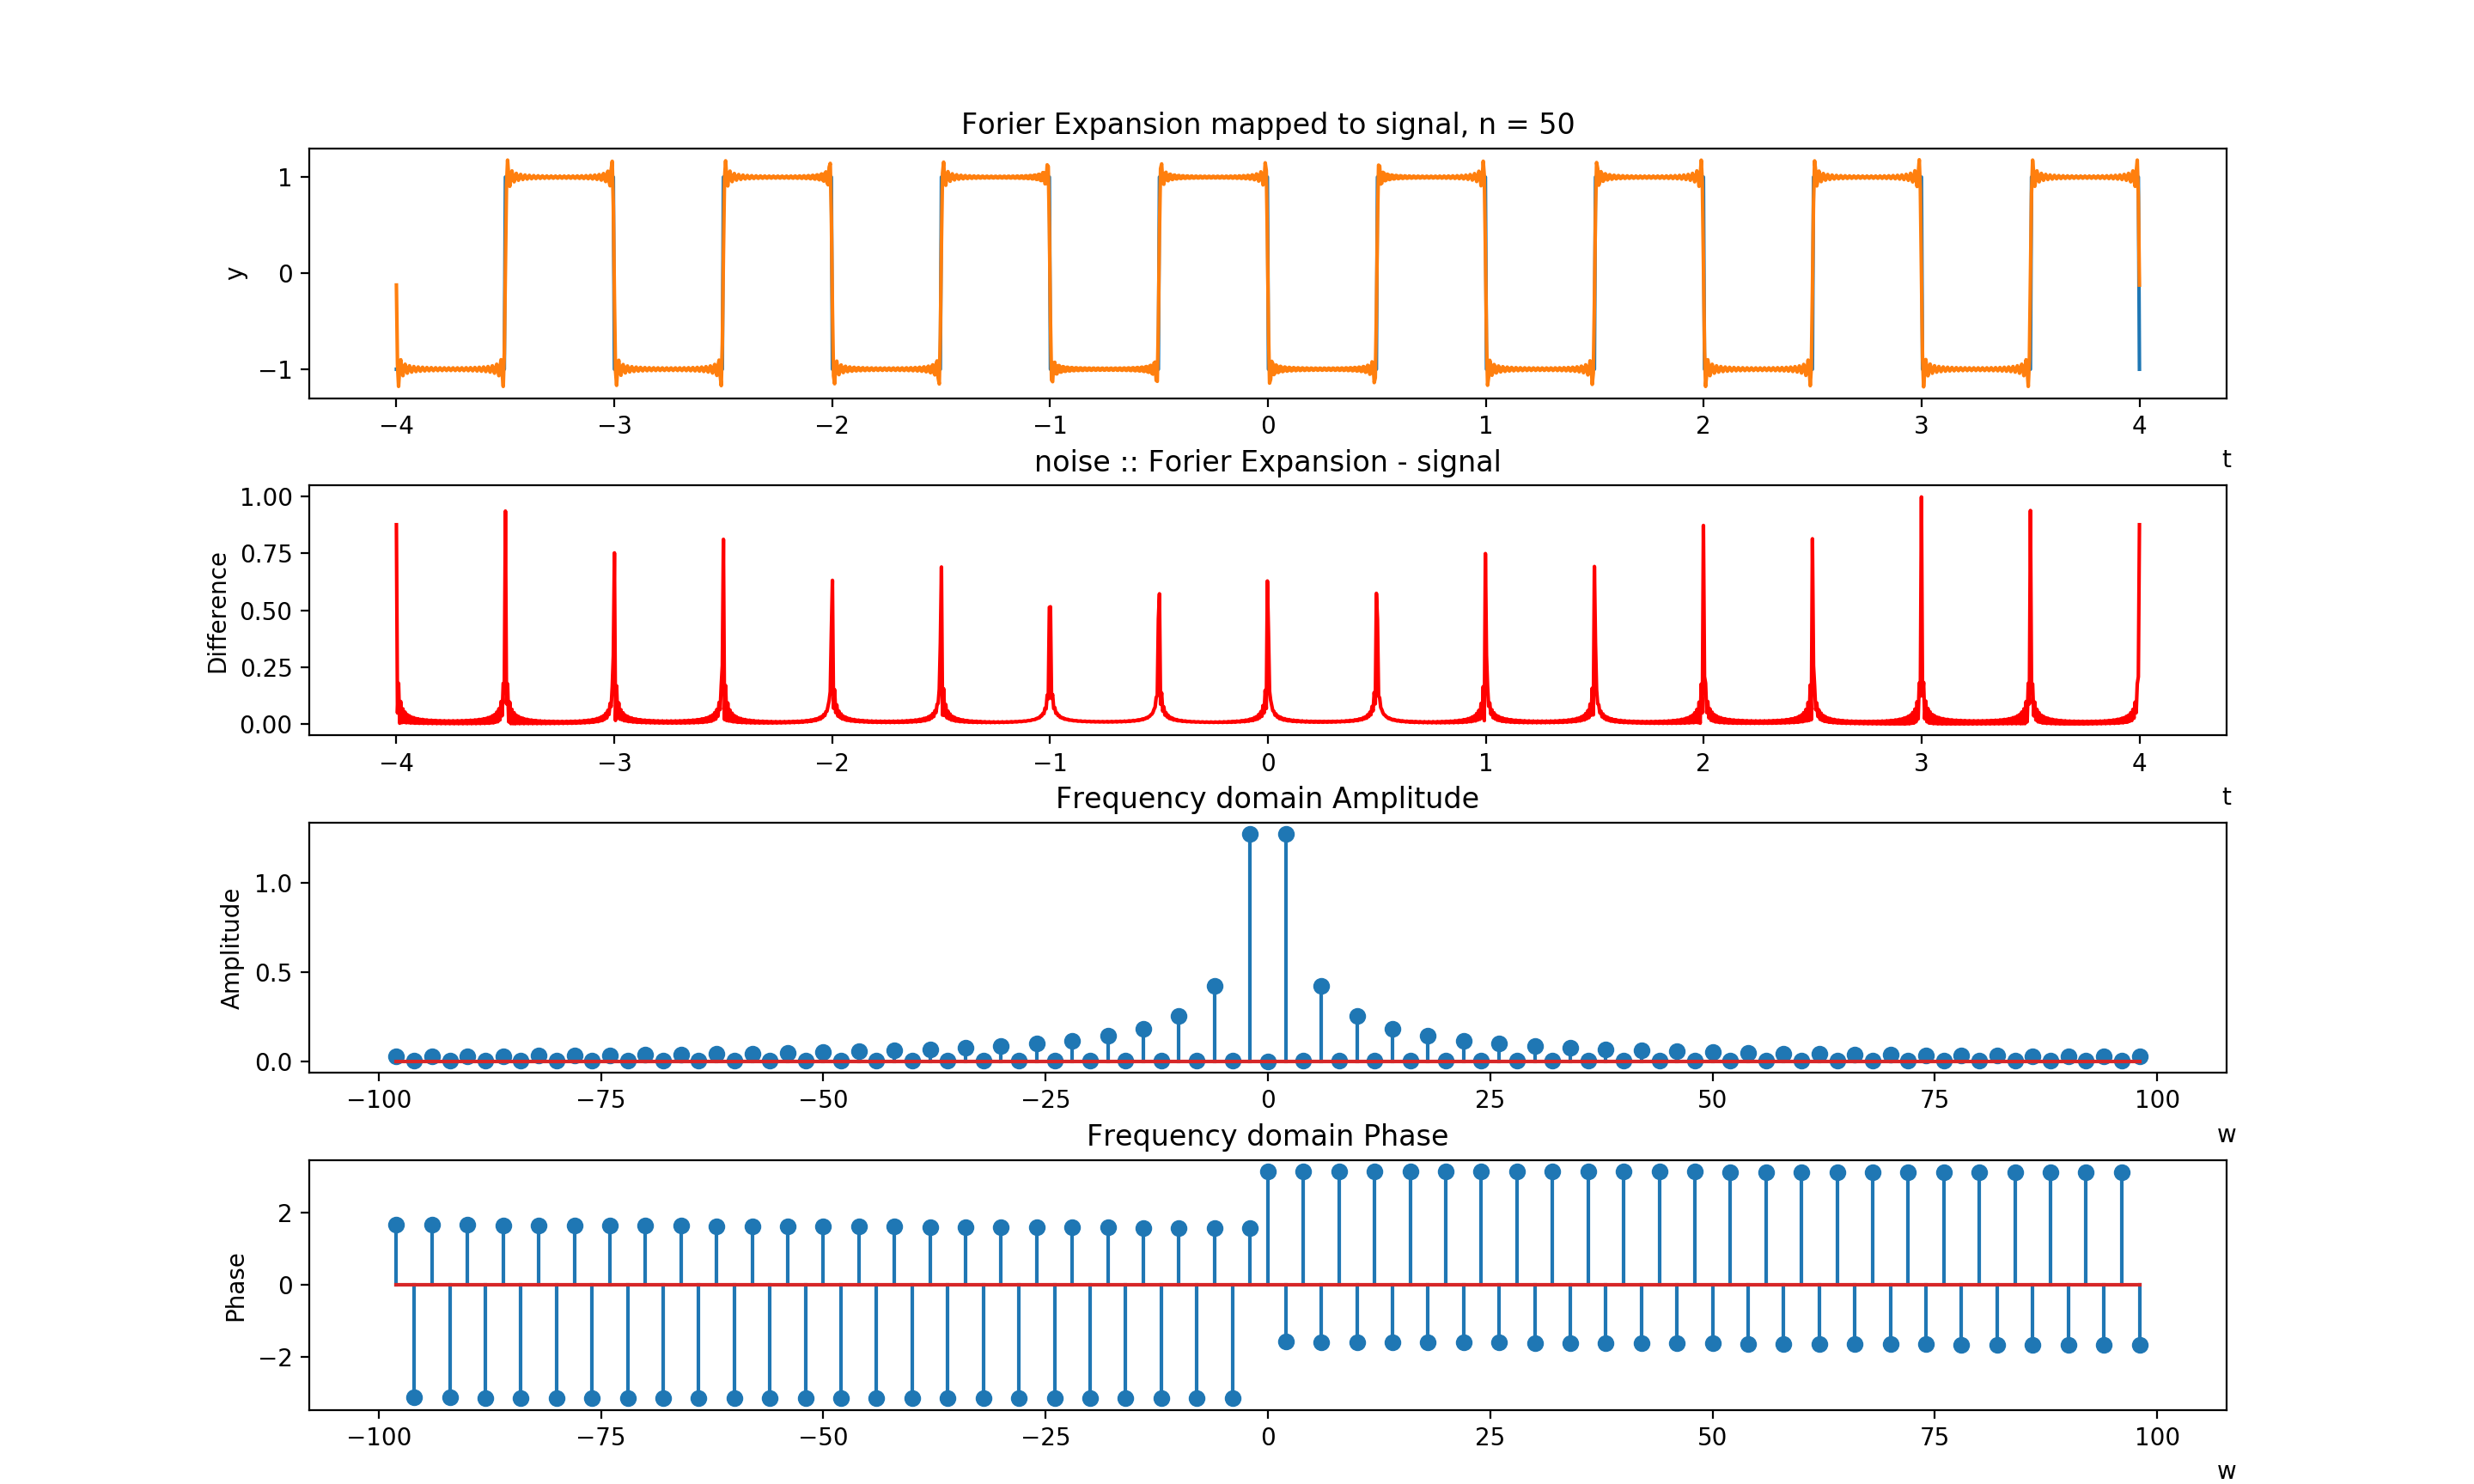 Forier Expansion mapped to signal, n = 50
1
0
−1
y
−4 −3 −2 −1 0 1 2 3 4
t
noise :: Forier Expansion - signal
1.00
0.75
0.50
0.25
0.00
Difference
−4 −3 −2 −1 0 1 2 3 4
t
Frequency domain Amplitude
1.0
0.5
0.0
Amplitude
−100 −75 −50 −25 0 25 50 75 100
w
Frequency domain Phase
2
0
−2
Phase
−100 −75 −50 −25 0 25 50 75 100
w